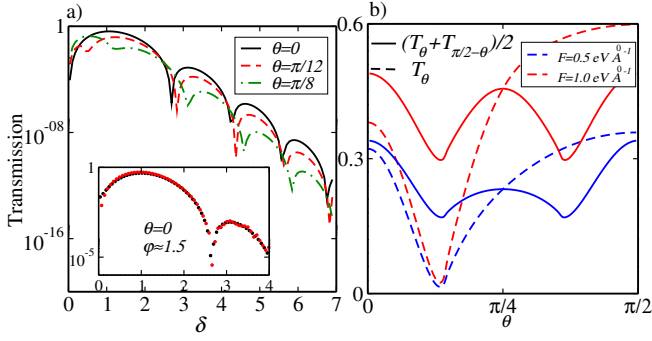 a)
1
10^-08
10^-16
Transmission
θ=0
θ=π/12
θ=π/8
1
10^-5
θ=0
φ≈1.5
0 1 2 3 4
0 1 2 3 4 5 6 7
δ
b)
0.6
0.3
0
(T_θ+T_π/2-θ)/2
T_θ
F=0.5 eV Å^-1
F=1.0 eV Å^-1
0 π/4 π/2
θ